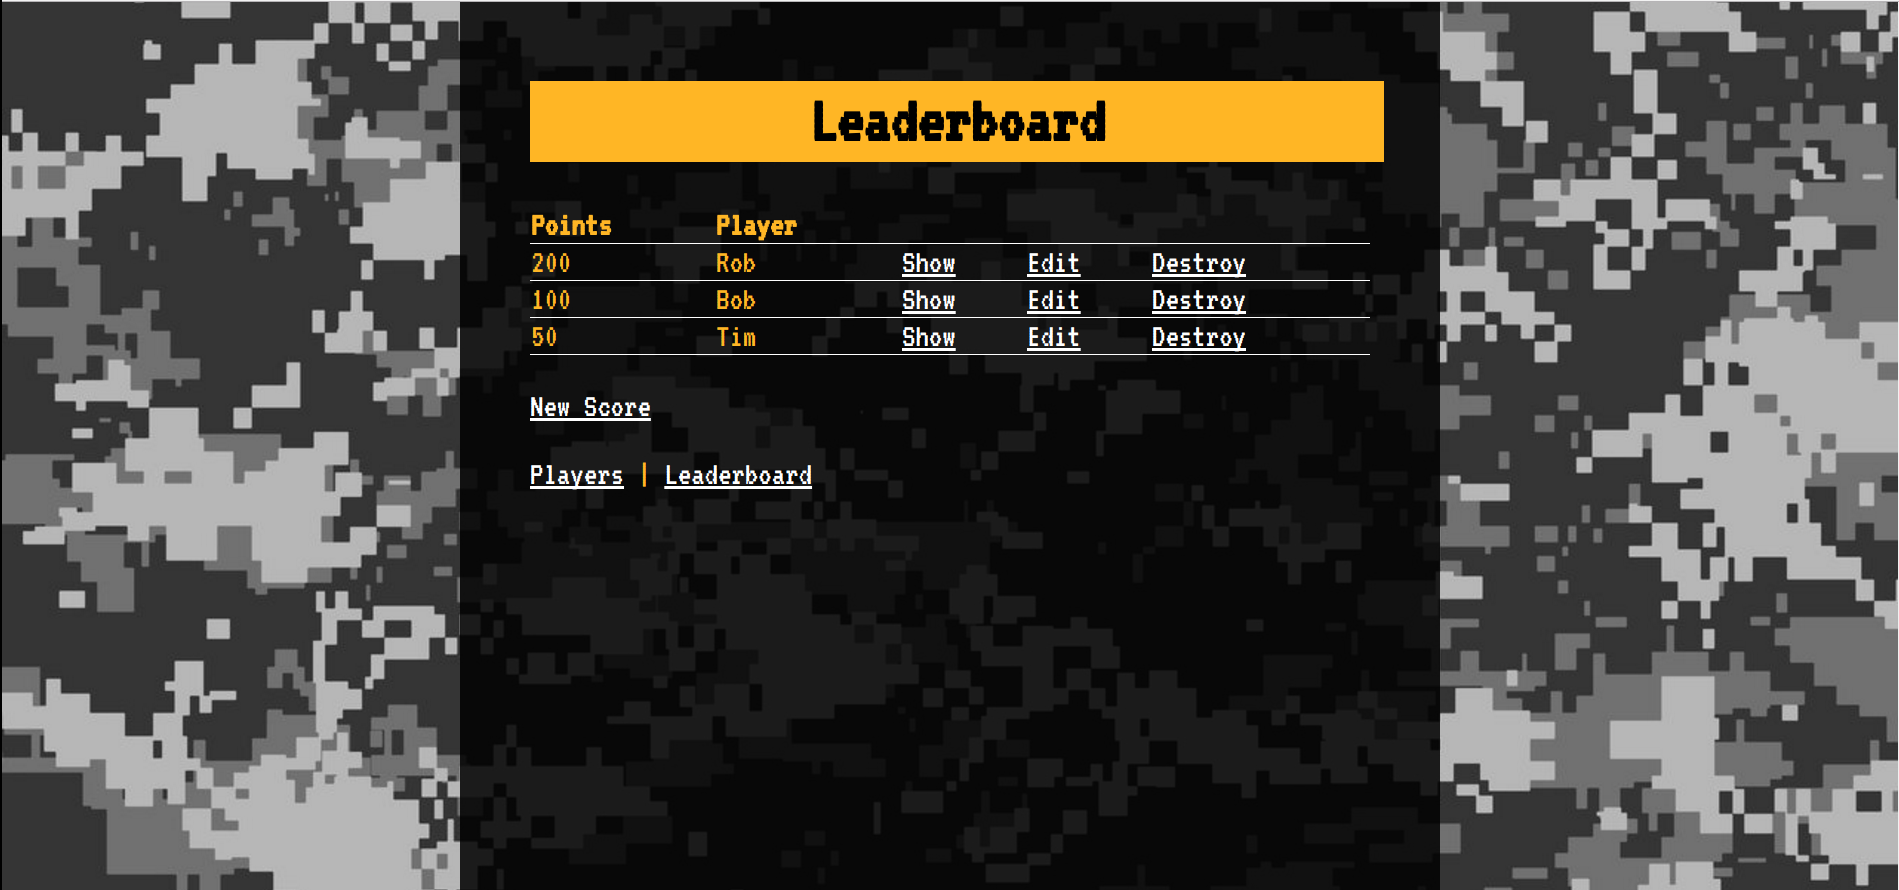 Leaderboard
Points Player
200 Rob Show Edit Destroy
100 Bob Show Edit Destroy
50 Tim Show Edit Destroy
New Score
Players | Leaderboard